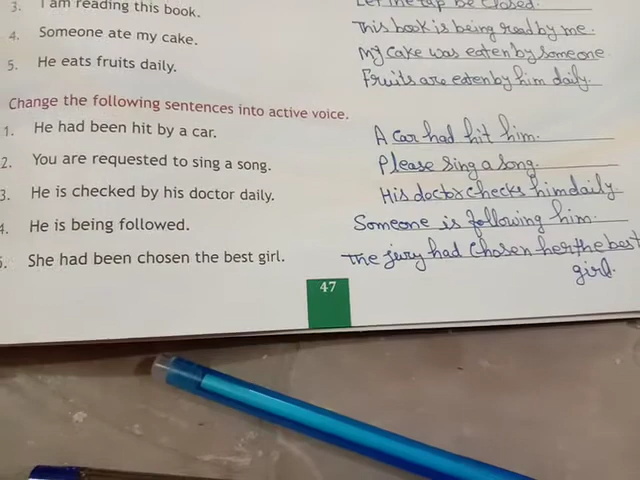 3. I am reading this book. Let the tap be closed.
4. Someone ate my cake. This book is being read by me.
My cake was eaten by someone
5. He eats fruits daily. Fruits are eaten by him daily.
Change the following sentences into active voice.
1. He had been hit by a car. A car had hit him.
2. You are requested to sing a song. Please sing a song.
3. He is checked by his doctor daily. His doctor checks him daily.
4. He is being followed. Someone is following him.
5. She had been chosen the best girl. The jury had chosen her the best
girl.
47